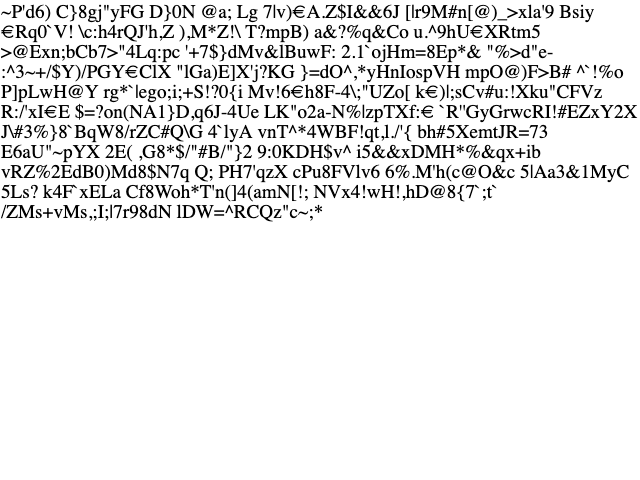 ~P'd6) C}8gj"yFG D}0N @a; Lg 7|v)€A.Z$I&&6J [|r9M#n[@)_>xla'9 Bsiy
€Rq0`V! \c:h4rQJ'h,Z ),M*Z!\ T?mpB) a&?%q&Co u.^9hU€XRtm5
>@Exn;bCb7>"4Lq:pc '+7$}dMv&lBuwF: 2.1`ojHm=8Ep*& "%>d"e-
:^3~+/$Y)/PGY€ClX "lGa)E]X'j?KG }=dO^,*yHnIospVH mpO@)F>B# ^`!%o
P]pLwH@Y rg*`|ego;i;+S!?0{i Mv!6€h8F-4\;"UZo[ k€)|;sCv#u:!Xku"CFVz
R:/'xI€E $=?on(NA1}D,q6J-4Ue LK"o2a-N%|zpTXf:€ `R"GyGrwcRI!#EZxY2X
J\#3%}8`BqW8/rZC#Q\G 4`lyA vnT^*4WBF!qt,l./'{ bh#5XemtJR=73
E6aU"~pYX 2E( ,G8*$/"#B/"}2 9:0KDH$v^ i5&&xDMH*%&qx+ib
vRZ%2EdB0)Md8$N7q Q; PH7'qzX cPu8FVlv6 6%.M'h(c@O&c 5|Aa3&1MyC
5Ls? k4F`xELa Cf8Woh*T'n(]4(amN[!; NVx4!wH!,hD@8{7`;t`
/ZMs+vMs,;I;|7r98dN lDW=^RCQz"c~;*